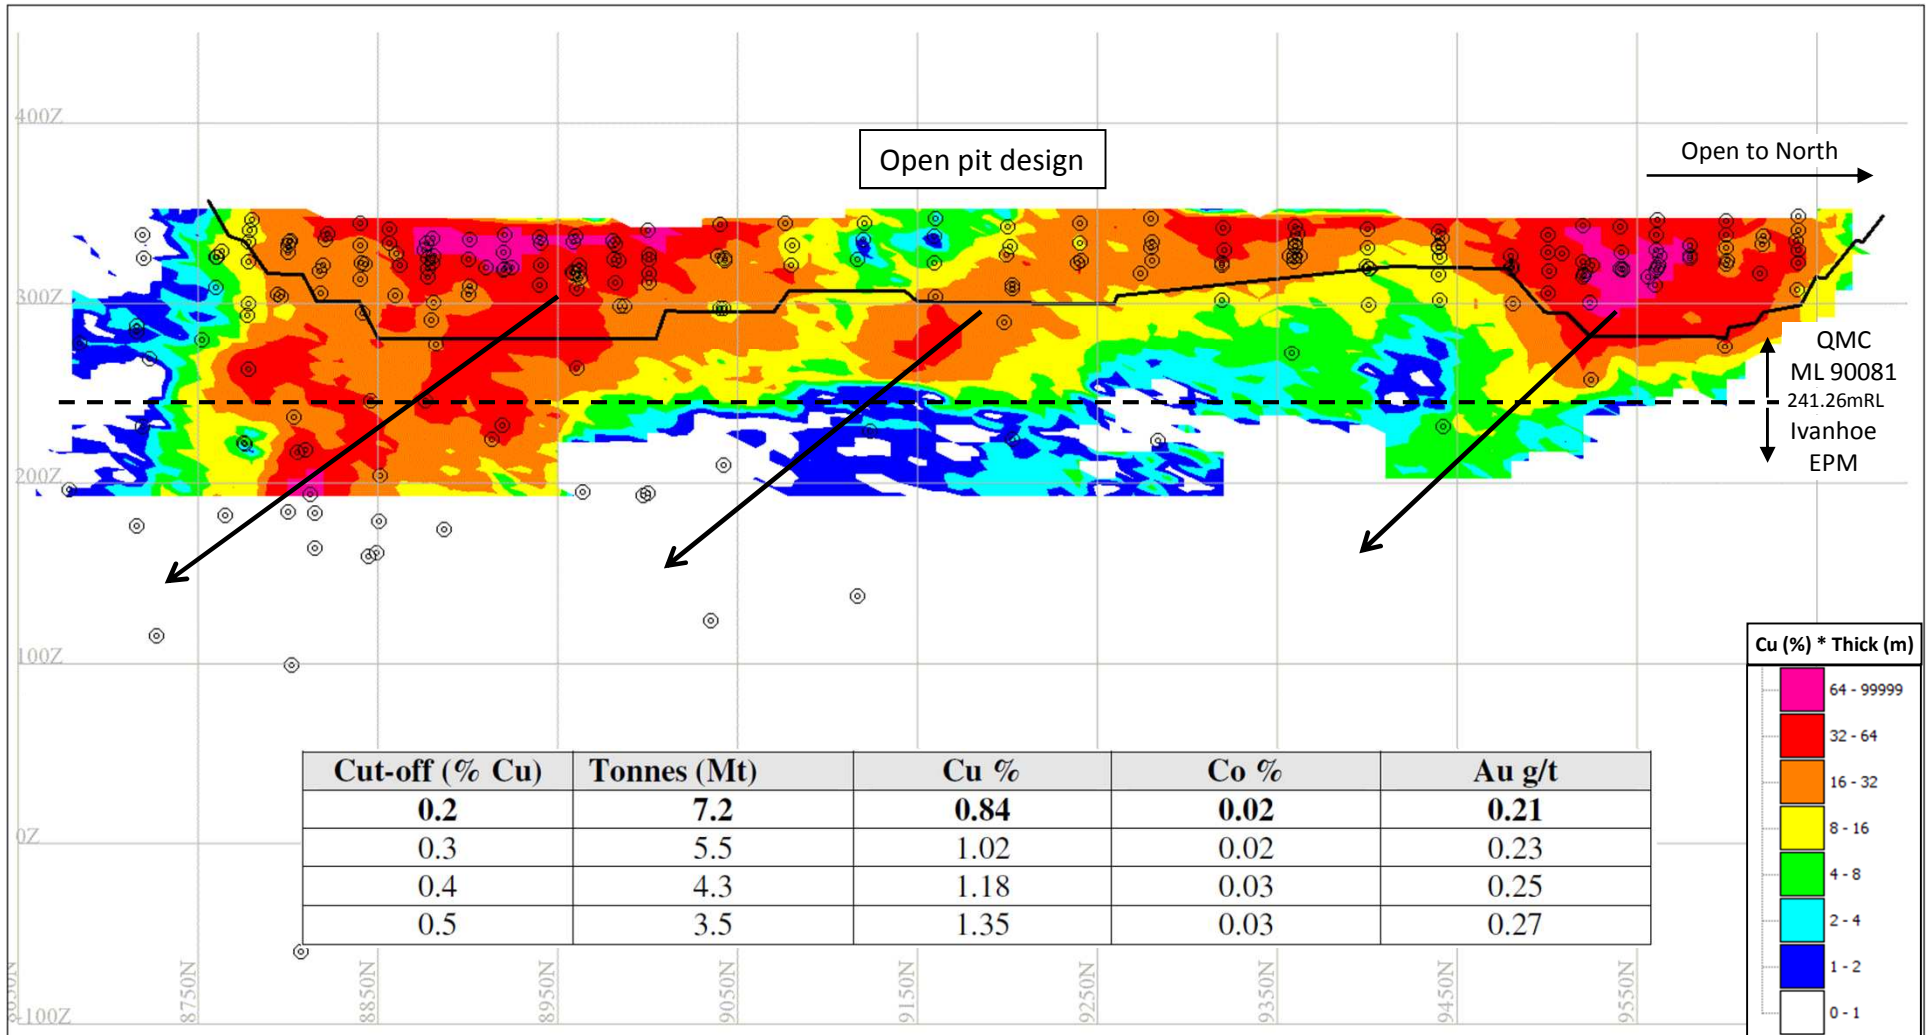 400Z
Open pit design
Open to North
300Z
QMC
ML 90081
241.26mRL
Ivanhoe
EPM
200Z
100Z
Cu (%) * Thick (m)
64 - 99999
32 - 64
16 - 32
8 - 16
4 - 8
2 - 4
1 - 2
0 - 1
Cut-off (% Cu) Tonnes (Mt) Cu % Co % Au g/t
0.2 7.2 0.84 0.02 0.21
0.3 5.5 1.02 0.02 0.23
0.4 4.3 1.18 0.03 0.25
0.5 3.5 1.35 0.03 0.27
0Z
-100Z
8750N
8850N
8950N
9050N
9150N
9250N
9350N
9450N
9550N